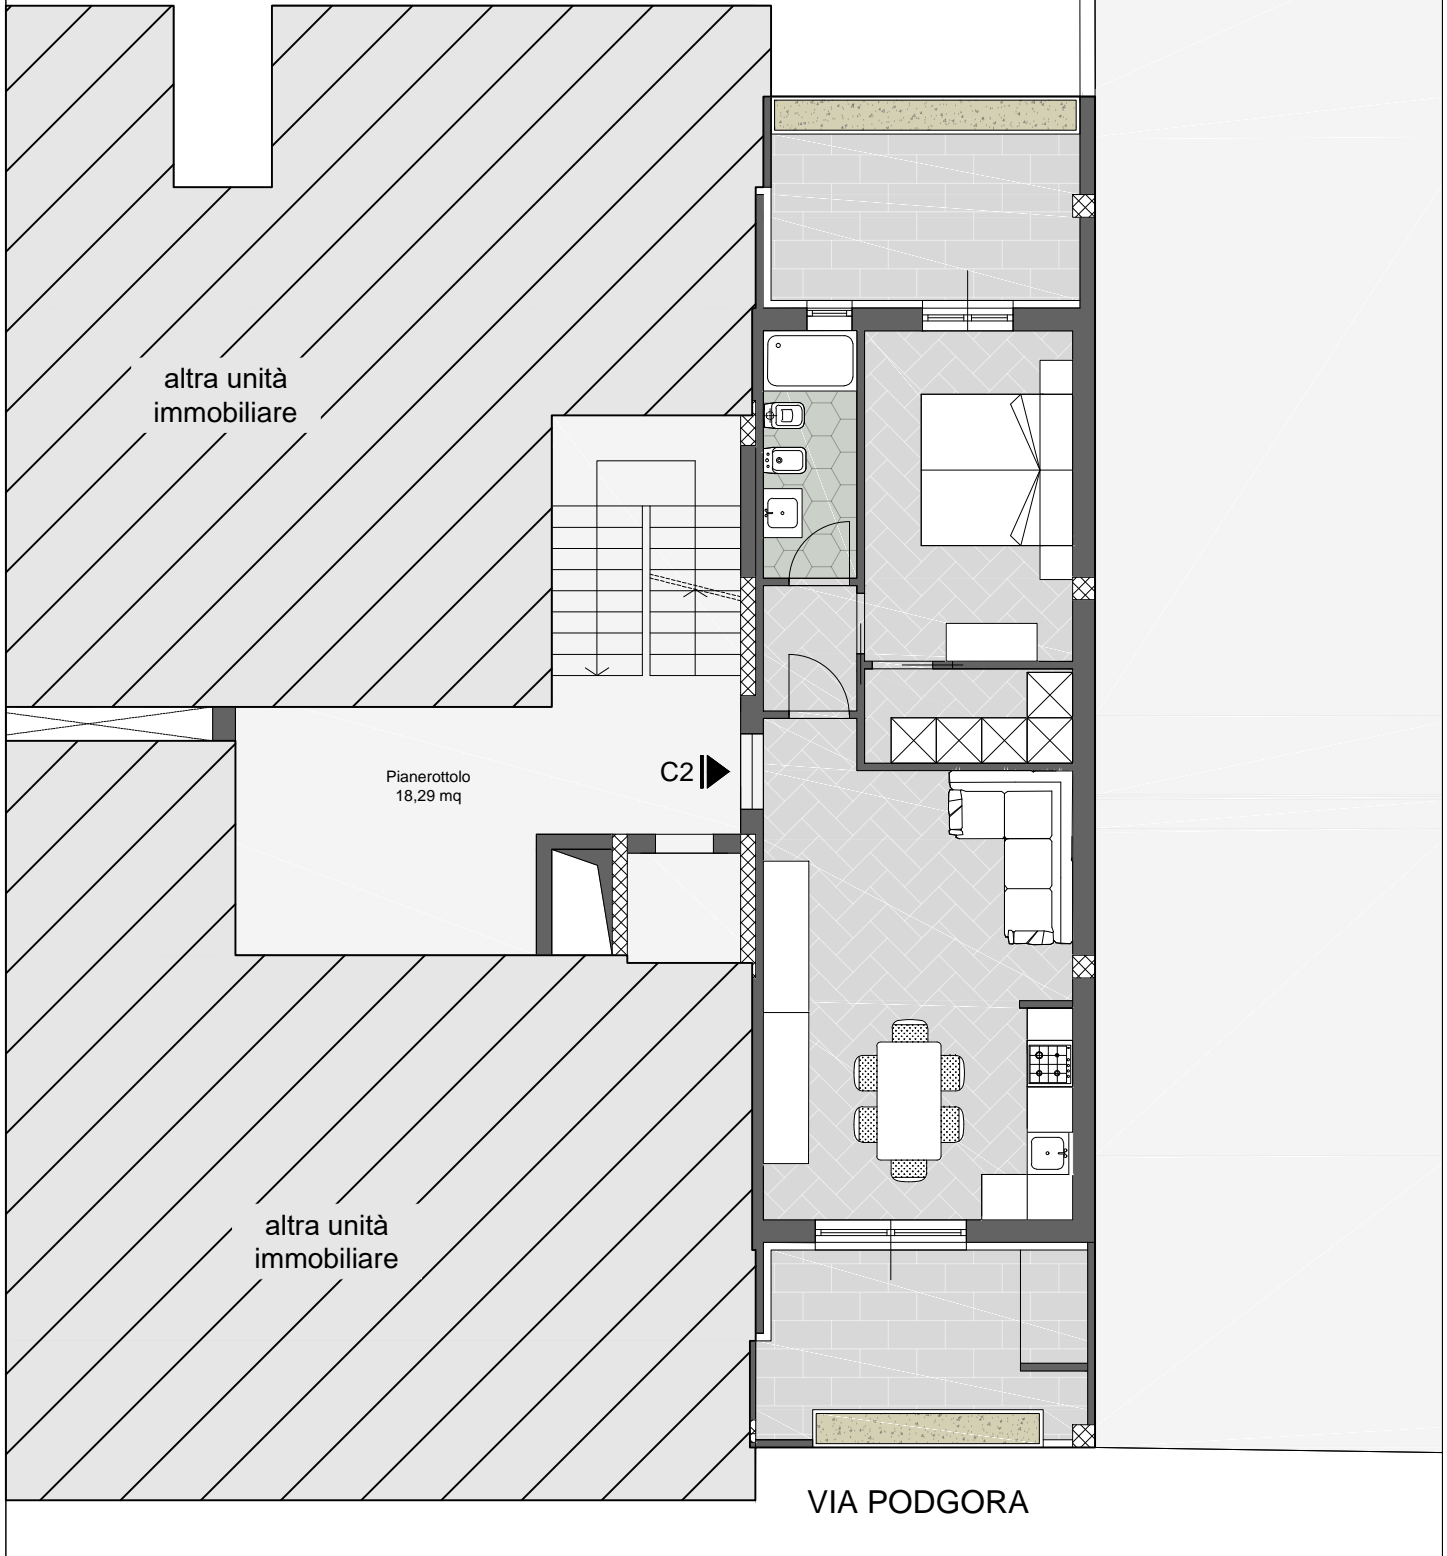 altra unità
immobiliare
C2
Pianerottolo
18,29 mq
altra unità
immobiliare
VIA PODGORA